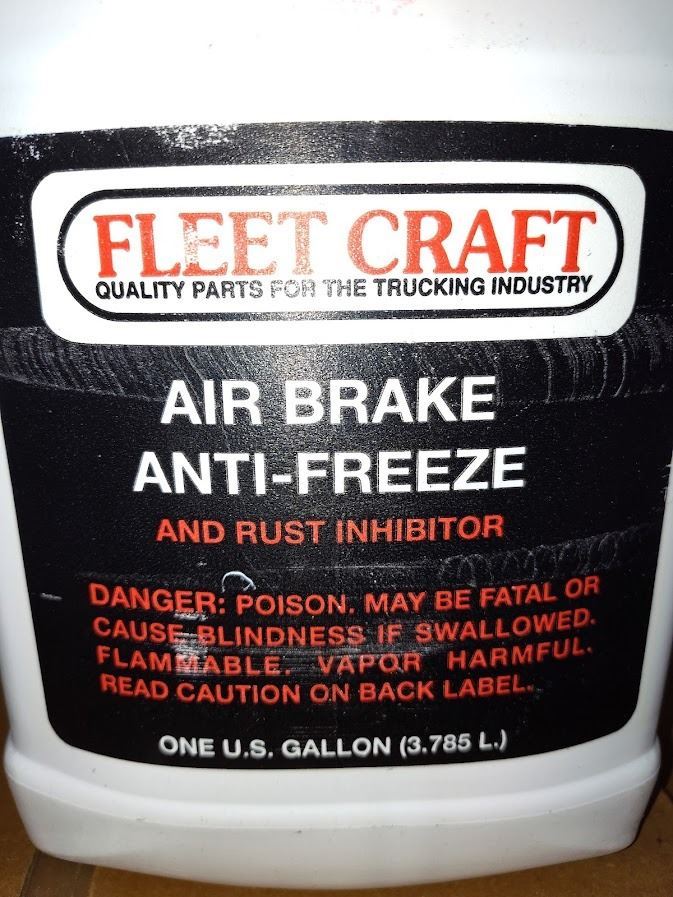 FLEET CRAFT
QUALITY PARTS FOR THE TRUCKING INDUSTRY
AIR BRAKE
ANTI-FREEZE
AND RUST INHIBITOR
DANGER: POISON. MAY BE FATAL OR
CAUSE BLINDNESS IF SWALLOWED.
FLAMMABLE. VAPOR HARMFUL.
READ CAUTION ON BACK LABEL.
ONE U.S. GALLON (3.785 L.)